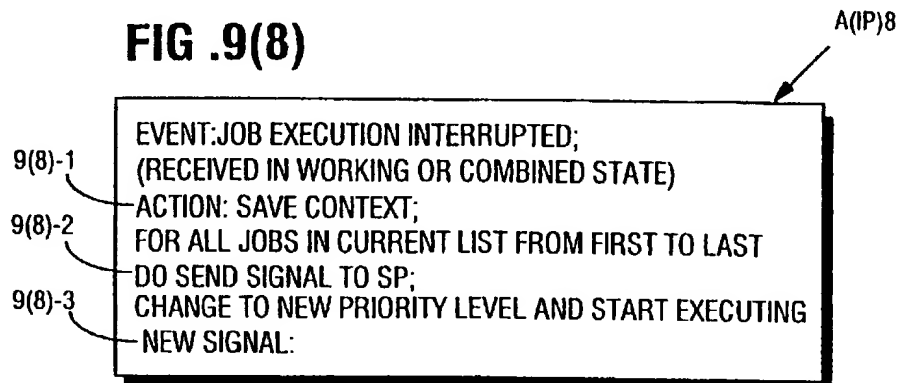 FIG .9(8)
A(IP)8
EVENT:JOB EXECUTION INTERRUPTED;
(RECEIVED IN WORKING OR COMBINED STATE)
9(8)-1
ACTION: SAVE CONTEXT;
9(8)-2
FOR ALL JOBS IN CURRENT LIST FROM FIRST TO LAST
DO SEND SIGNAL TO SP;
9(8)-3
CHANGE TO NEW PRIORITY LEVEL AND START EXECUTING
NEW SIGNAL: